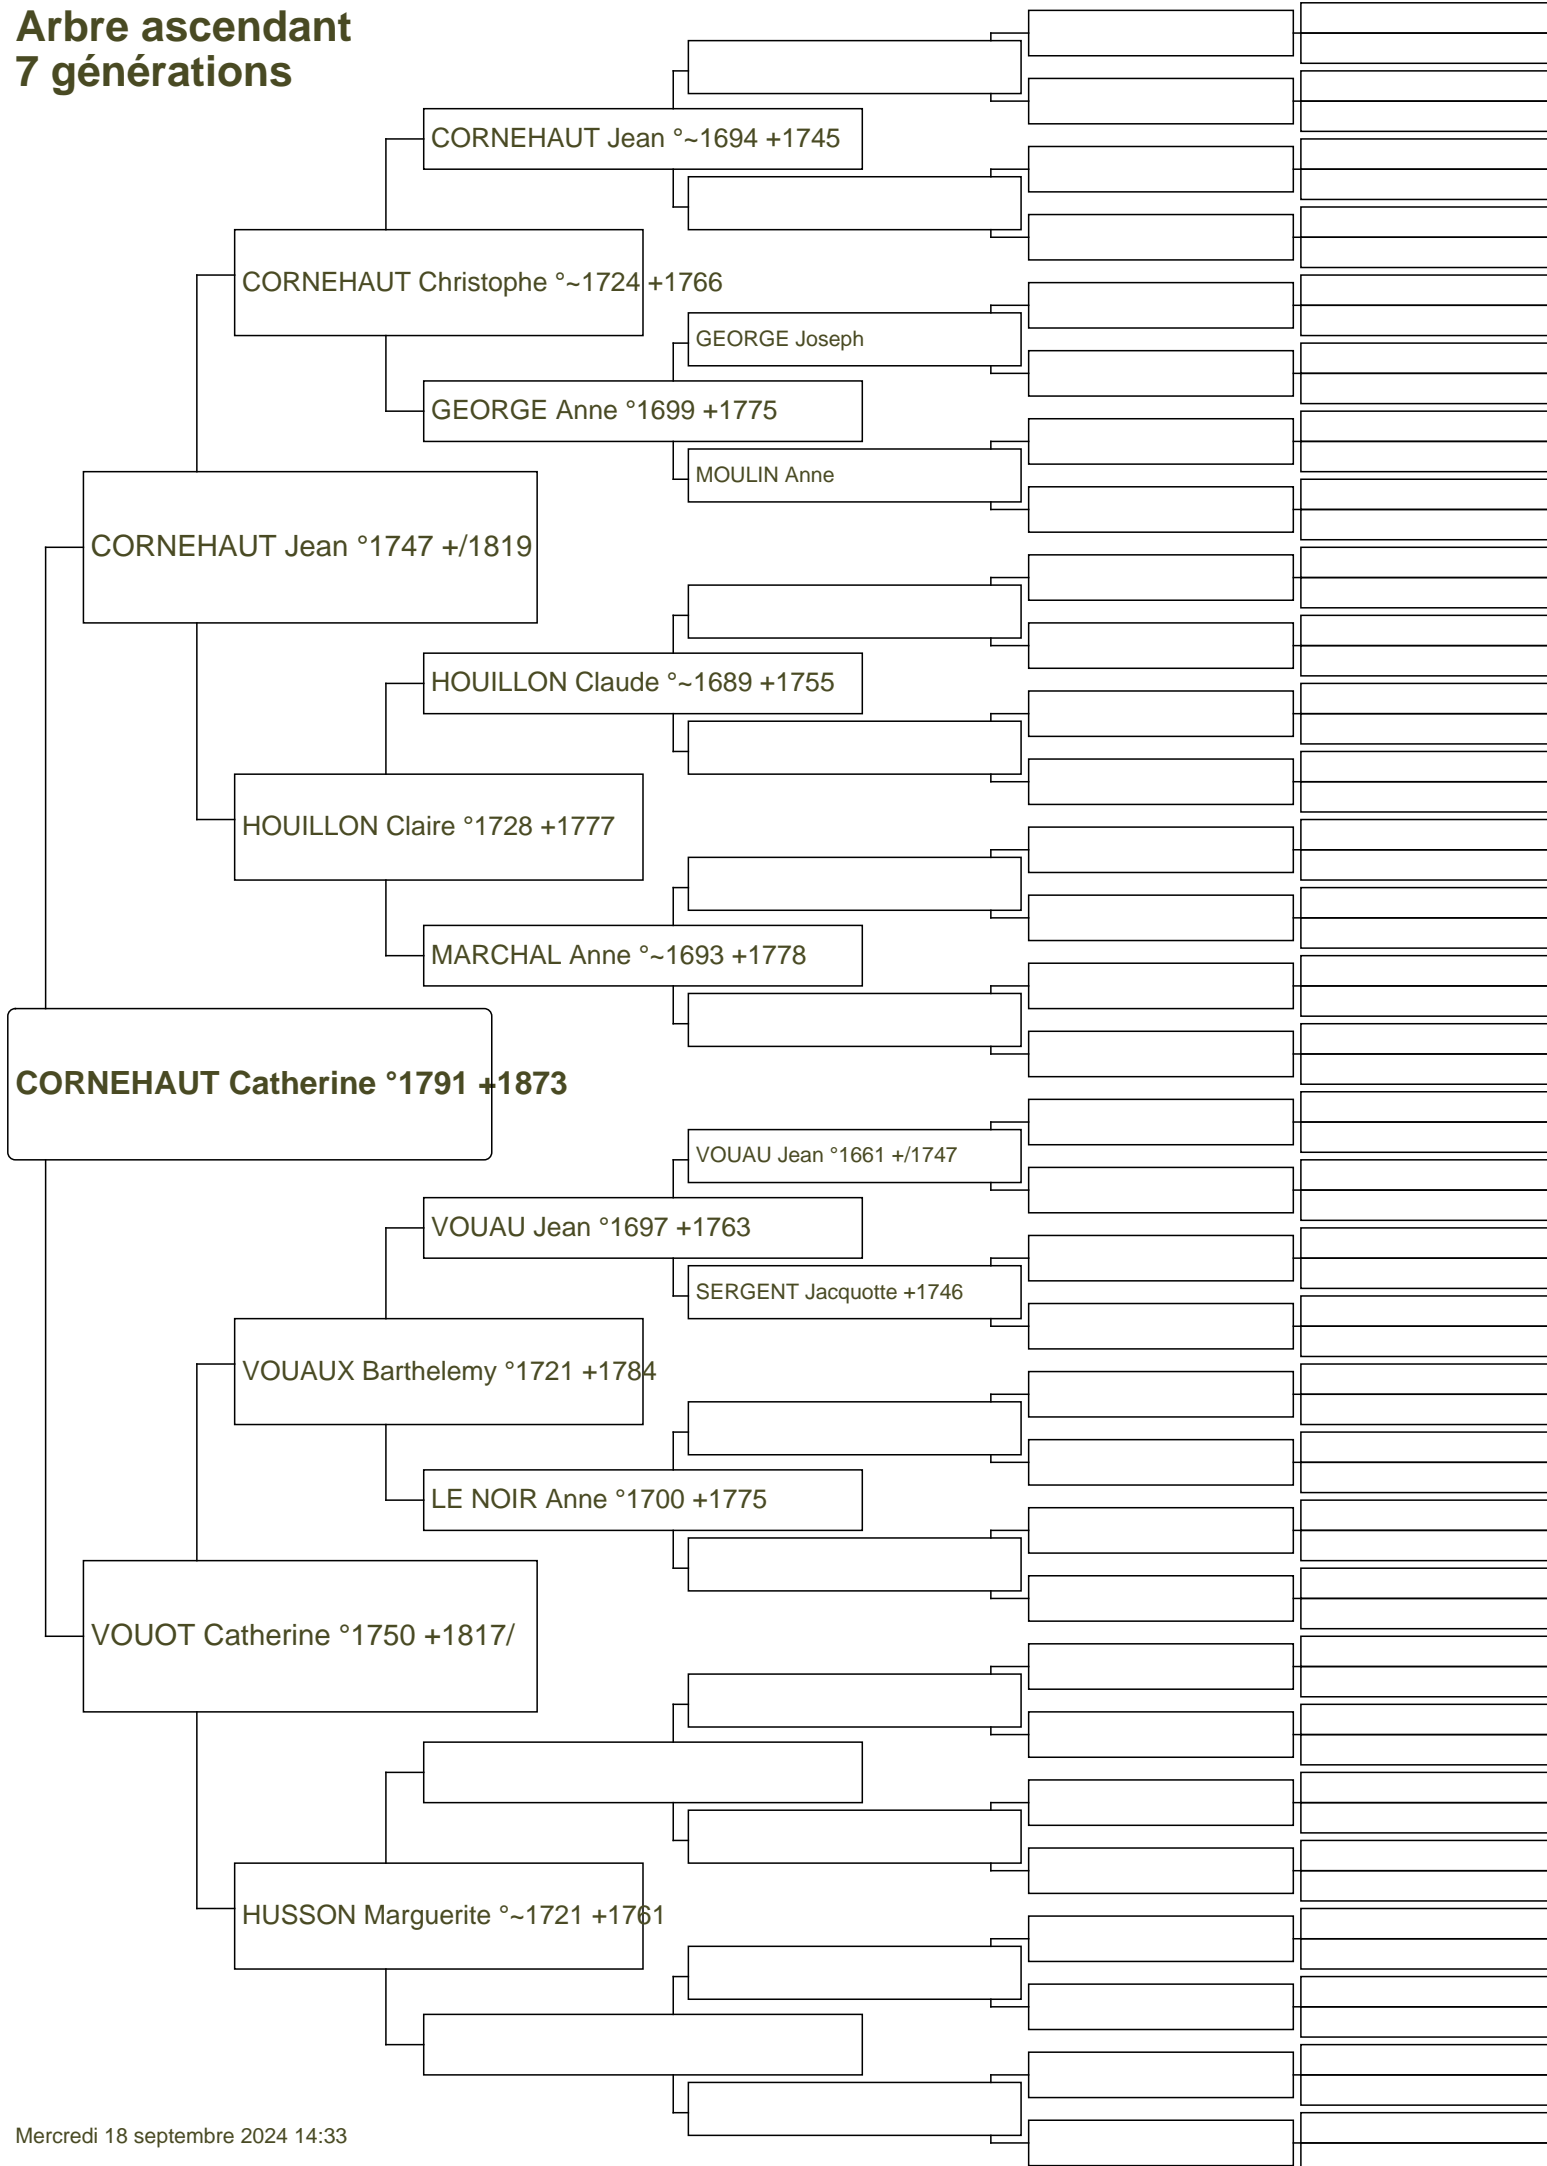 Arbre ascendant
7 générations
CORNEHAUT Jean °~1694 +1745
CORNEHAUT Christophe °~1724 +1766
GEORGE Joseph
GEORGE Anne °1699 +1775
MOULIN Anne
CORNEHAUT Jean °1747 +/1819
HOUILLON Claude °~1689 +1755
HOUILLON Claire °1728 +1777
MARCHAL Anne °~1693 +1778
CORNEHAUT Catherine °1791 +1873
VOUAU Jean °1661 +/1747
VOUAU Jean °1697 +1763
SERGENT Jacquotte +1746
VOUAUX Barthelemy °1721 +1784
LE NOIR Anne °1700 +1775
VOUOT Catherine °1750 +1817/
HUSSON Marguerite °~1721 +1761
Mercredi 18 septembre 2024 14:33